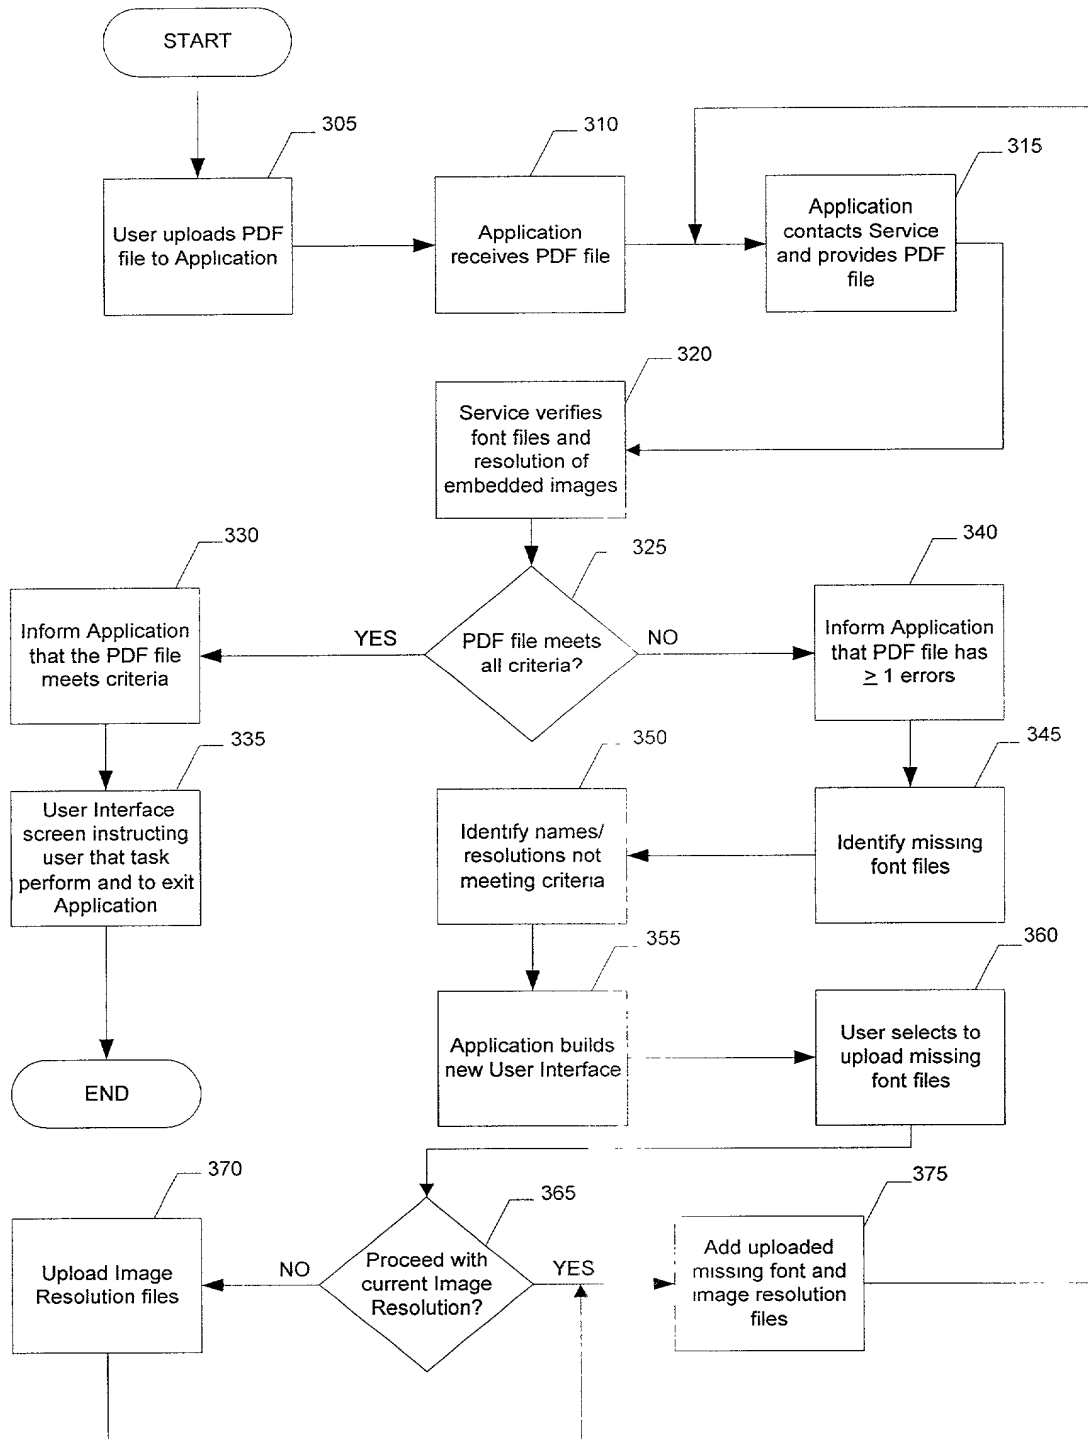 START
305
310
315
User uploads PDF
file to Application
Application
receives PDF file
Application
contacts Service
and provides PDF
file
320
Service verifies
font files and
resolution of
embedded images
330
325
340
Inform Application
that the PDF file
meets criteria
YES
PDF file meets
all criteria?
NO
Inform Application
that PDF file has
≥ 1 errors
335
350
345
User Interface
screen instructing
user that task
perform and to exit
Application
Identify names/
resolutions not
meeting criteria
Identify missing
font files
355
360
END
Application builds
new User Interface
User selects to
upload missing
font files
370
365
375
Upload Image
Resolution files
NO
Proceed with
current Image
Resolution?
YES
Add uploaded
missing font and
image resolution
files